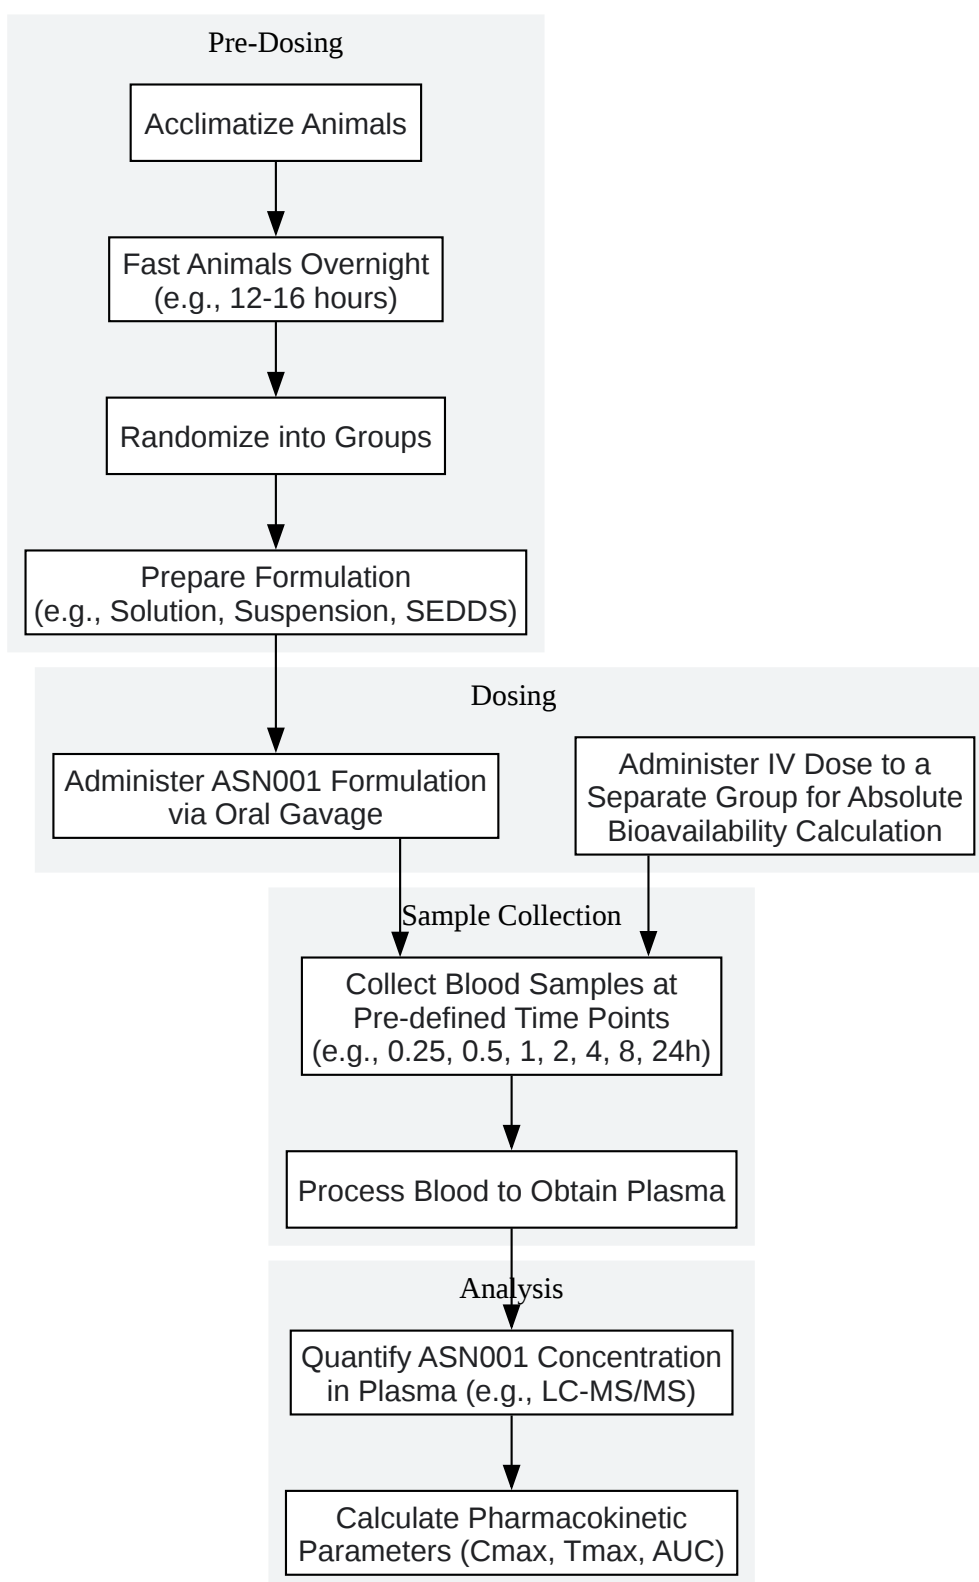 Pre-Dosing
Acclimatize Animals
Fast Animals Overnight
(e.g., 12-16 hours)
Randomize into Groups
Prepare Formulation
(e.g., Solution, Suspension, SEDDS)
Dosing
Administer ASN001 Formulation
via Oral Gavage
Administer IV Dose to a
Separate Group for Absolute
Bioavailability Calculation
Sample Collection
Collect Blood Samples at
Pre-defined Time Points
(e.g., 0.25, 0.5, 1, 2, 4, 8, 24h)
Process Blood to Obtain Plasma
Analysis
Quantify ASN001 Concentration
in Plasma (e.g., LC-MS/MS)
Calculate Pharmacokinetic
Parameters (Cmax, Tmax, AUC)